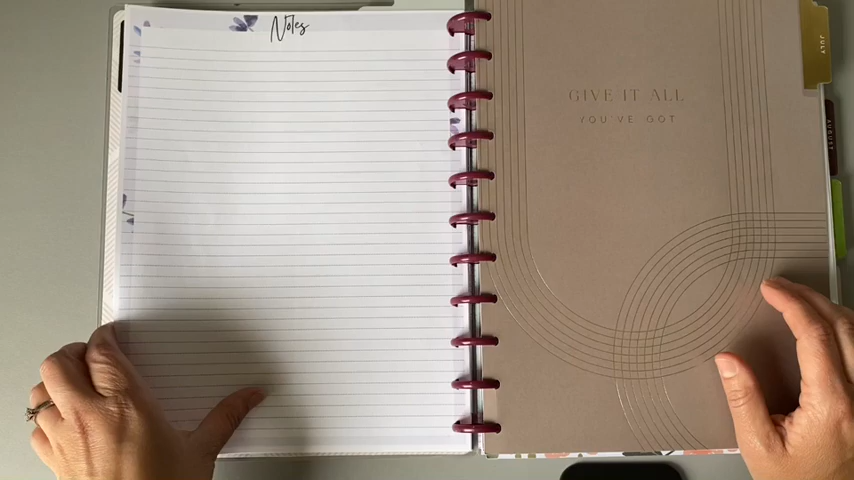 Notes
GIVE IT ALL
YOU'VE GOT
JULY
AUGUST